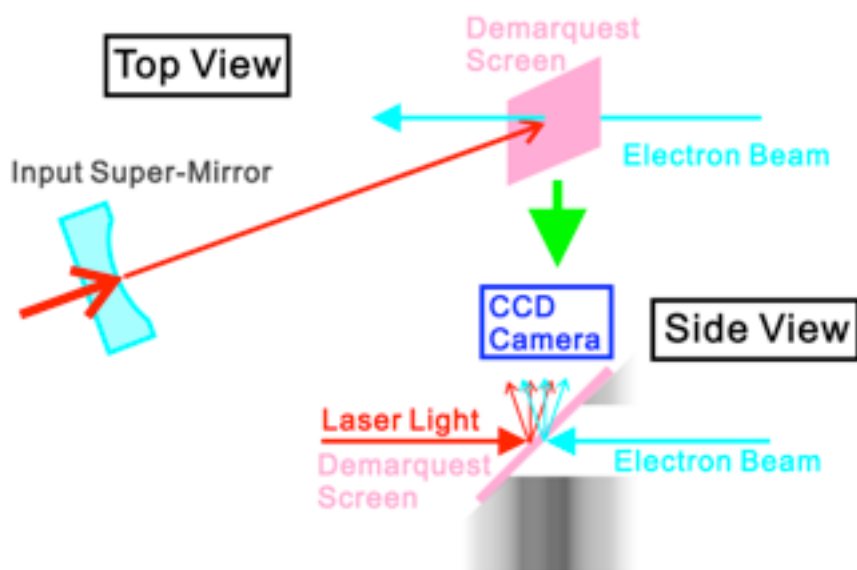 Top View
Demarquest
Screen
Electron Beam
Input Super-Mirror
CCD
Camera
Side View
Laser Light
Demarquest
Screen
Electron Beam